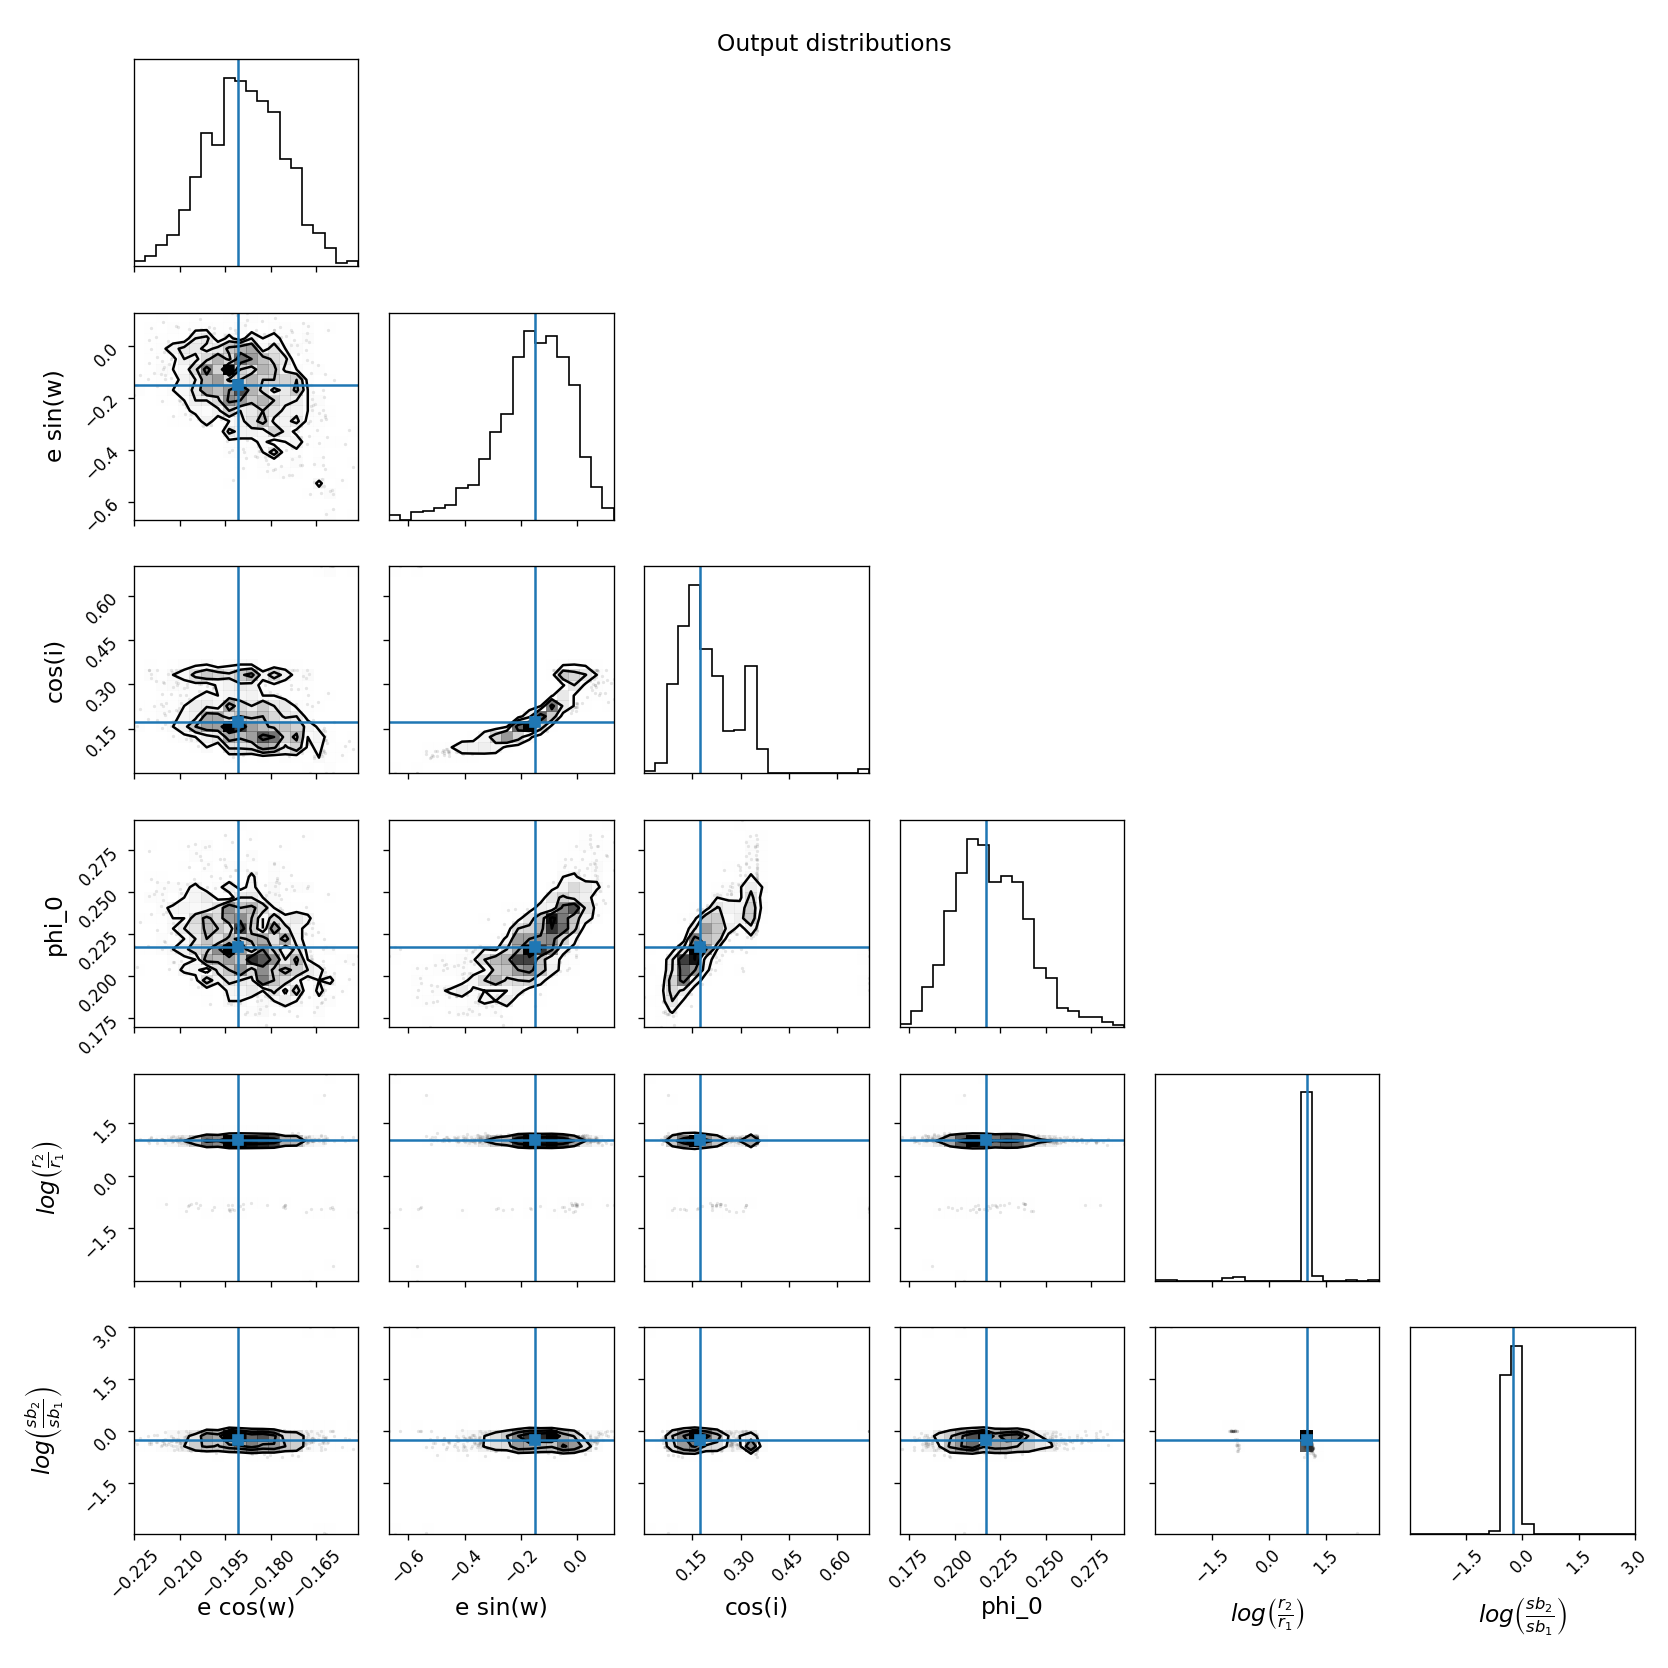 Output distributions
e sin(w)
0.0
−0.2
−0.4
−0.6
cos(i)
0.60
0.45
0.30
0.15
phi_0
0.275
0.250
0.225
0.200
0.175
log(r2/r1)
1.5
0.0
−1.5
log(sb2/sb1)
3.0
1.5
0.0
−1.5
−0.225 −0.210 −0.195 −0.180 −0.165
−0.6 −0.4 −0.2 0.0
0.15 0.30 0.45 0.60
0.175 0.200 0.225 0.250 0.275
−1.5 0.0 1.5
−1.5 0.0 1.5 3.0
e cos(w) e sin(w) cos(i) phi_0 log(r2/r1) log(sb2/sb1)